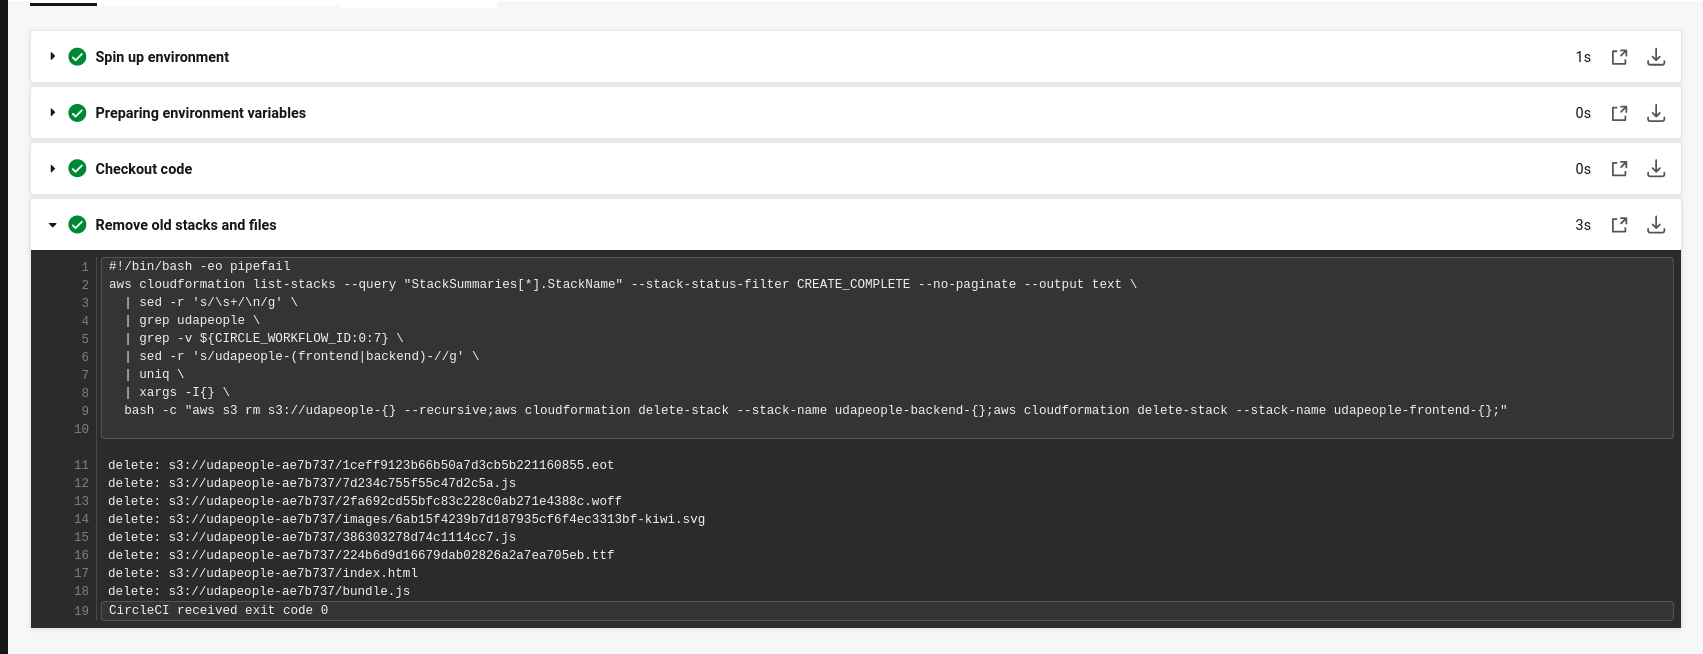 Spin up environment 1s
Preparing environment variables 0s
Checkout code 0s
Remove old stacks and files 3s
1 #!/bin/bash -eo pipefail
2 aws cloudformation list-stacks --query "StackSummaries[*].StackName" --stack-status-filter CREATE_COMPLETE --no-paginate --output text \
3   | sed -r 's/\s+/\n/g' \
4   | grep udapeople \
5   | grep -v ${CIRCLE_WORKFLOW_ID:0:7} \
6   | sed -r 's/udapeople-(frontend|backend)-//g' \
7   | uniq \
8   | xargs -I{} \
9   bash -c "aws s3 rm s3://udapeople-{} --recursive;aws cloudformation delete-stack --stack-name udapeople-backend-{};aws cloudformation delete-stack --stack-name udapeople-frontend-{};"
10
11 delete: s3://udapeople-ae7b737/1ceff9123b66b50a7d3cb5b221160855.eot
12 delete: s3://udapeople-ae7b737/7d234c755f55c47d2c5a.js
13 delete: s3://udapeople-ae7b737/2fa692cd55bfc83c228c0ab271e4388c.woff
14 delete: s3://udapeople-ae7b737/images/6ab15f4239b7d187935cf6f4ec3313bf-kiwi.svg
15 delete: s3://udapeople-ae7b737/386303278d74c1114cc7.js
16 delete: s3://udapeople-ae7b737/224b6d9d16679dab02826a2a7ea705eb.ttf
17 delete: s3://udapeople-ae7b737/index.html
18 delete: s3://udapeople-ae7b737/bundle.js
19 CircleCI received exit code 0